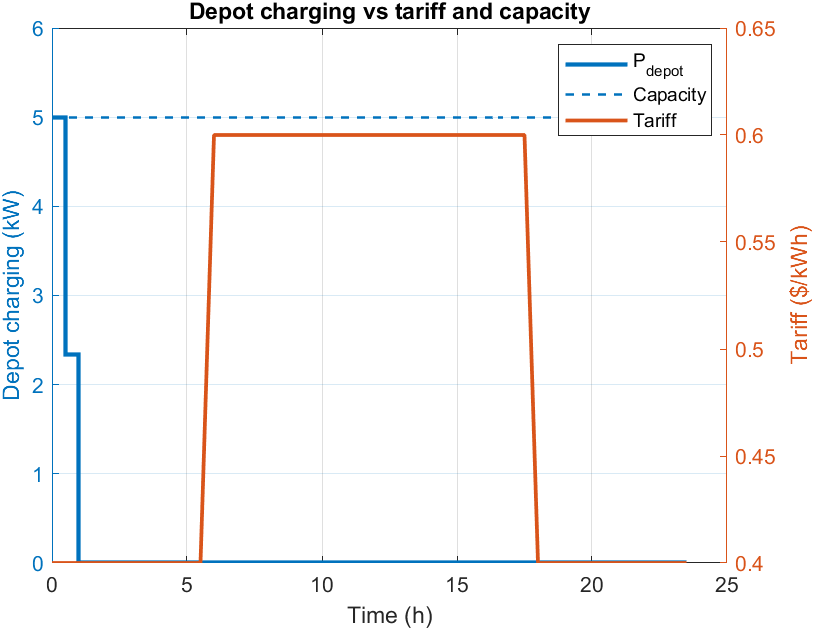 Depot charging vs tariff and capacity
6
5
4
3
2
1
0
Depot charging (kW)
P_depot
Capacity
Tariff
0.65
0.6
0.55
0.5
0.45
0.4
Tariff ($/kWh)
0 5 10 15 20 25
Time (h)